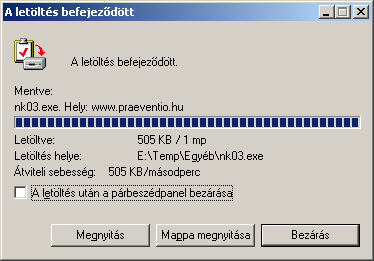 A letöltés befejeződött
A letöltés befejeződött.
Mentve:
nk03.exe. Hely: www.praeventio.hu
Letöltve: 505 KB / 1 mp
Letöltés helye: E:\Temp\Egyéb\nk03.exe
Átviteli sebesség: 505 KB/másodperc
A letöltés után a párbeszédpanel bezárása
Megnyitás Mappa megnyitása Bezárás